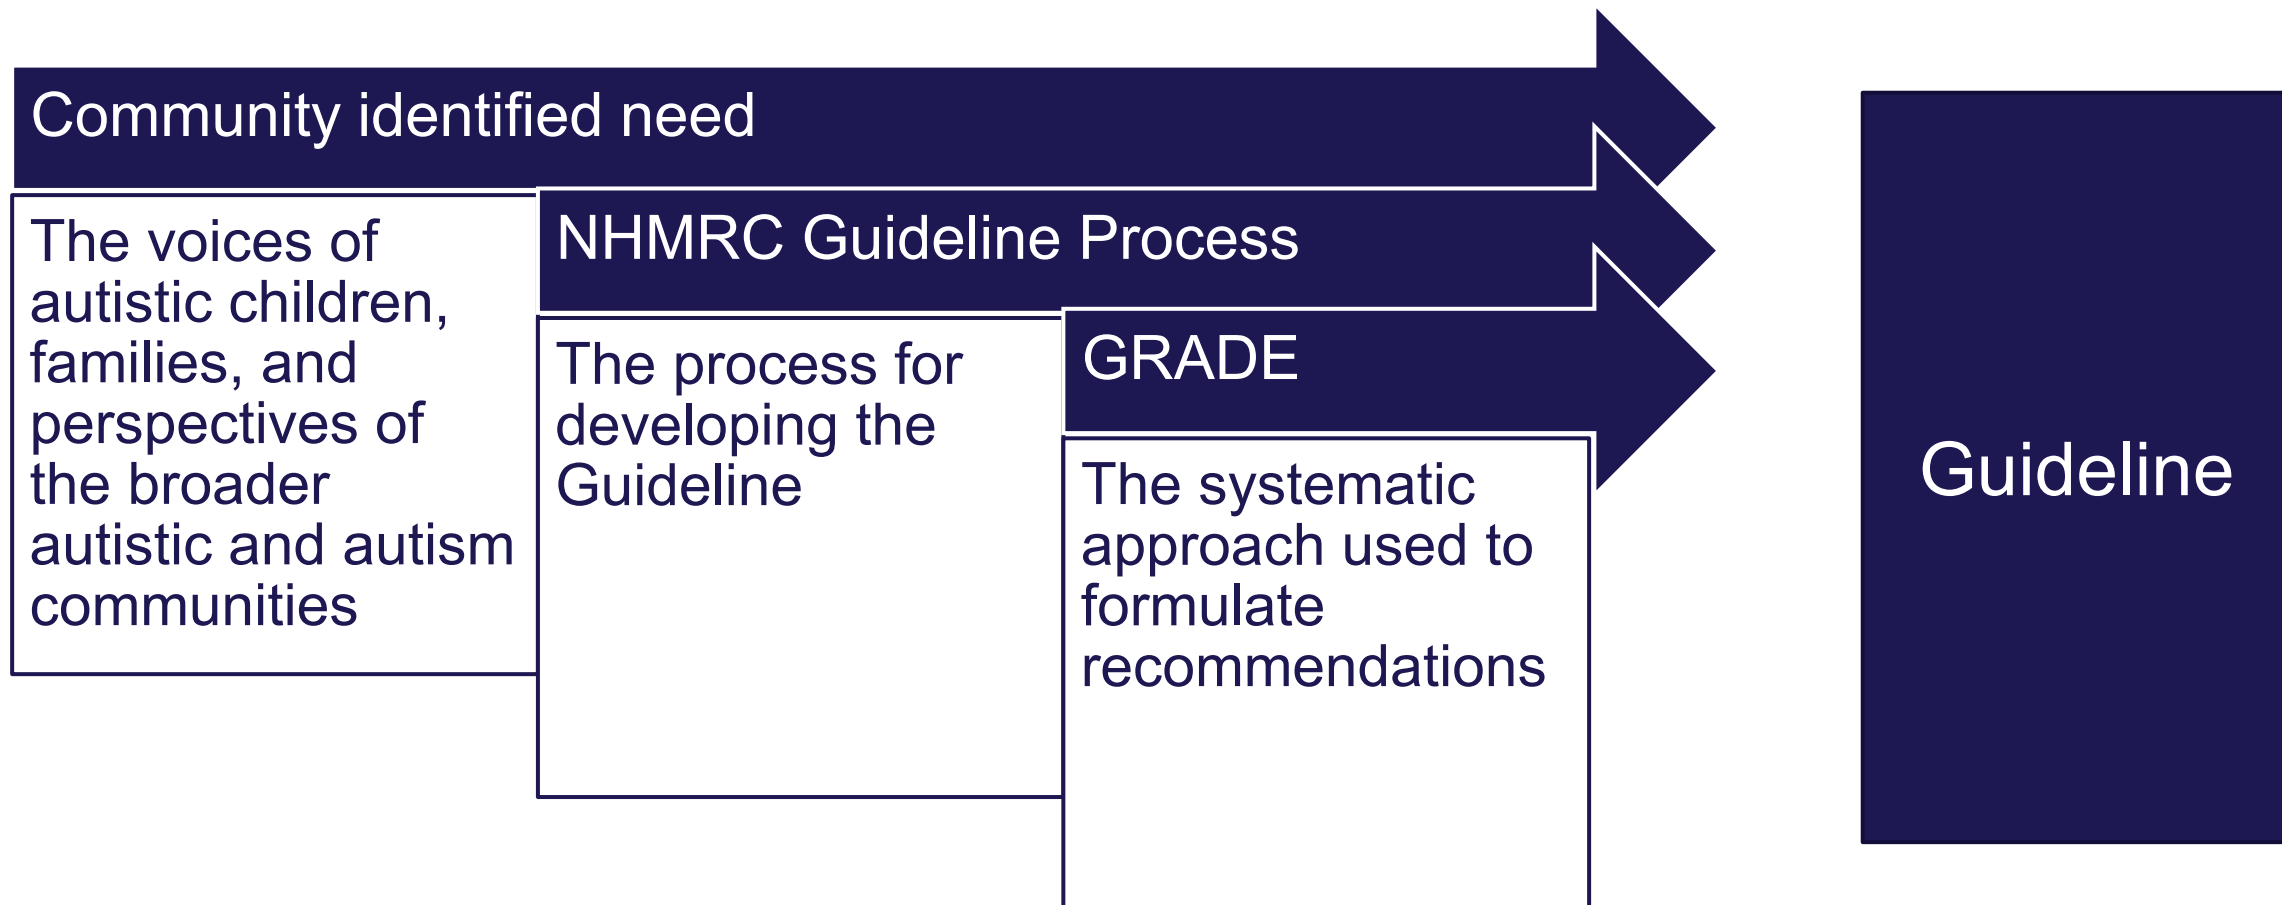 Community identified need
The voices of
autistic children,
families, and
perspectives of
the broader
autistic and autism
communities
NHMRC Guideline Process
The process for
developing the
Guideline
GRADE
The systematic
approach used to
formulate
recommendations
Guideline